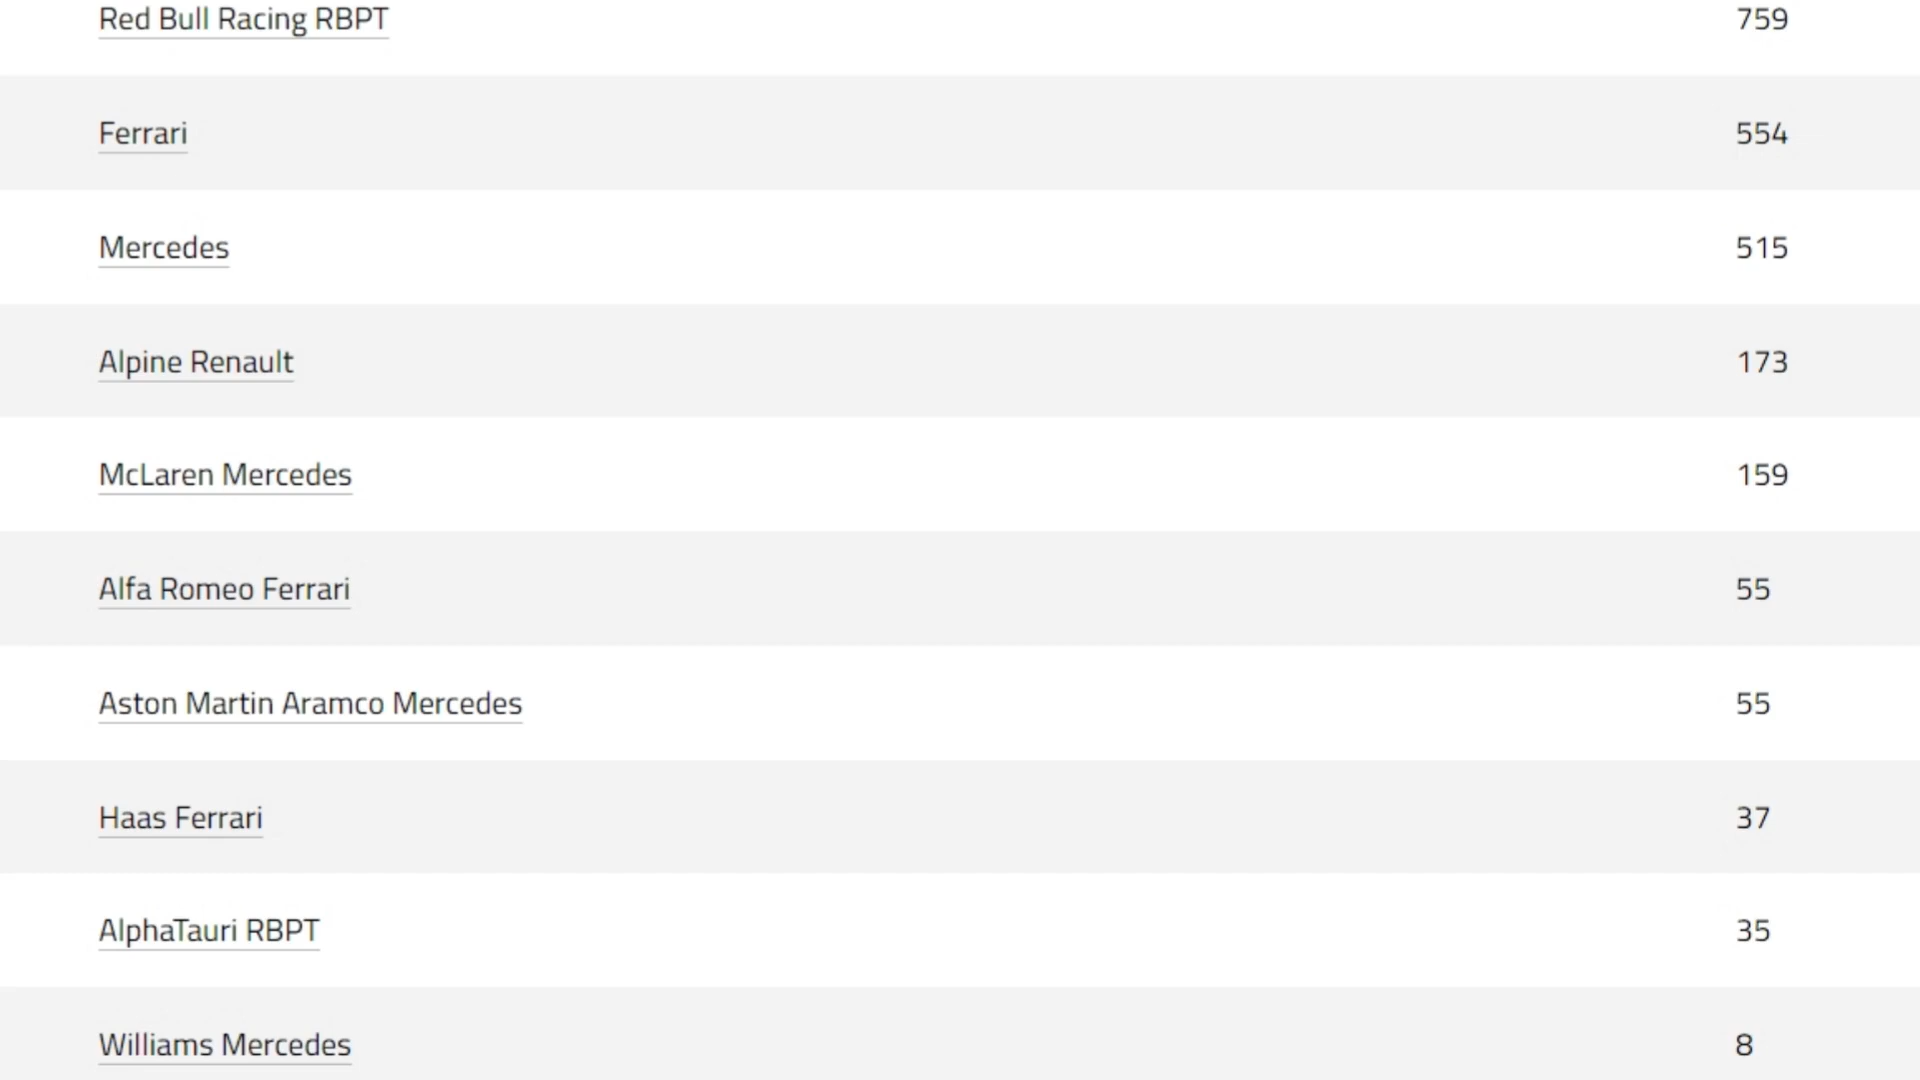 Red Bull Racing RBPT 759
Ferrari 554
Mercedes 515
Alpine Renault 173
McLaren Mercedes 159
Alfa Romeo Ferrari 55
Aston Martin Aramco Mercedes 55
Haas Ferrari 37
AlphaTauri RBPT 35
Williams Mercedes 8